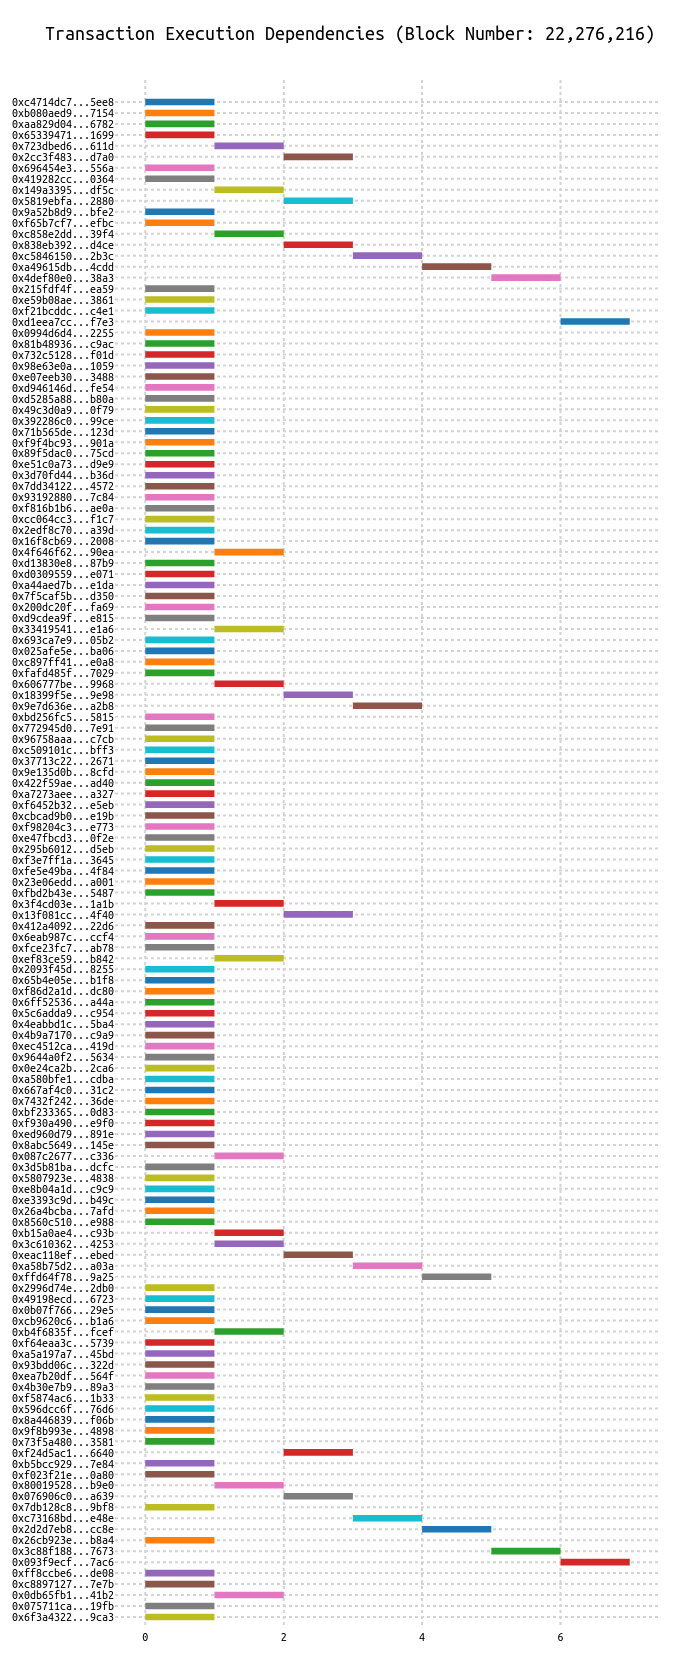 Transaction Execution Dependencies (Block Number: 22,276,216)
0xc4714dc7...5ee8
0xb080aed9...7154
0xaa829d04...6782
0x65339471...1699
0x723dbed6...611d
0x2cc3f483...d7a0
0x696454e3...556a
0x419282cc...0364
0x149a3395...df5c
0x5819ebfa...2880
0x9a52b8d9...bfe2
0xf65b7cf7...efbc
0xc858e2dd...39f4
0x838eb392...d4ce
0xc5846150...2b3c
0xa49615db...4cdd
0x4def80e0...38a3
0x215fdf4f...ea59
0xe59b08ae...3861
0xf21bcddc...c4e1
0xd1eea7cc...f7e3
0x0994d6d4...2255
0x81b48936...c9ac
0x732c5128...f01d
0x98e63e0a...1059
0xe07eeb30...3488
0xd946146d...fe54
0xd5285a88...b80a
0x49c3d0a9...0f79
0x392286c0...99ce
0x71b565de...123d
0xf9f4bc93...901a
0x89f5dac0...75cd
0xe51c0a73...d9e9
0x3d70fd44...b36d
0x7dd34122...4572
0x93192880...7c84
0xf816b1b6...ae0a
0xcc064cc3...f1c7
0x2edf8c70...a39d
0x16f8cb69...2008
0x4f646f62...90ea
0xd13830e8...87b9
0xd0309559...e071
0xa44aed7b...e1da
0x7f5caf5b...d350
0x200dc20f...fa69
0xd9cdea9f...e815
0x33419541...e1a6
0x693ca7e9...05b2
0x025afe5e...ba06
0xc897ff41...e0a8
0xfafd485f...7029
0x606777be...9968
0x18399f5e...9e98
0x9e7d636e...a2b8
0xbd256fc5...5815
0x772945d0...7e91
0x96758aaa...c7cb
0xc509101c...bff3
0x37713c22...2671
0x9e135d0b...8cfd
0x422f59ae...ad40
0xa7273aee...a327
0xf6452b32...e5eb
0xcbcad9b0...e19b
0xf98204c3...e773
0xe47fbcd3...0f2e
0x295b6012...d5eb
0xf3e7ff1a...3645
0xfe5e49ba...4f84
0x23e06edd...a001
0xfbd2b43e...5487
0x3f4cd03e...1a1b
0x13f081cc...4f40
0x412a4092...22d6
0x6eab987c...ccf4
0xfce23fc7...ab78
0xef83ce59...b842
0x2093f45d...8255
0x65b4e05e...b1f8
0xf86d2a1d...dc80
0x6ff52536...a44a
0x5c6adda9...c954
0x4eabbd1c...5ba4
0x4b9a7170...c9a9
0xec4512ca...419d
0x9644a0f2...5634
0x0e24ca2b...2ca6
0xa580bfe1...cdba
0x667af4c0...31c2
0x7432f242...36de
0xbf233365...0d83
0xf930a490...e9f0
0xed960d79...891e
0x8abc5649...145e
0x087c2677...c336
0x3d5b81ba...dcfc
0x5807923e...4838
0xe8b04a1d...c9c9
0xe3393c9d...b49c
0x26a4bcba...7afd
0x8560c510...e988
0xb15a0ae4...c93b
0x3c610362...4253
0xeac118ef...ebed
0xa58b75d2...a03a
0xffd64f78...9a25
0x2996d74e...2db0
0x49198ecd...6723
0x0b07f766...29e5
0xcb9620c6...b1a6
0xb4f6835f...fcef
0xf64eaa3c...5739
0xa5a197a7...45bd
0x93bdd06c...322d
0xea7b20df...564f
0x4b30e7b9...89a3
0xf5874ac6...1b33
0x596dcc6f...76d6
0x8a446839...f06b
0x9f8b993e...4898
0x73f5a480...3581
0xf24d5ac1...6640
0xb5bcc929...7e84
0xf023f21e...0a80
0x80019528...b9e0
0x076906c0...a639
0x7db128c8...9bf8
0xc73168bd...e48e
0x2d2d7eb8...cc8e
0x26cb923e...b8a4
0x3c88f188...7673
0x093f9ecf...7ac6
0xff8ccbe6...de08
0xc8897127...7e7b
0x0db65fb1...41b2
0x075711ca...19fb
0x6f3a4322...9ca3
0 2 4 6